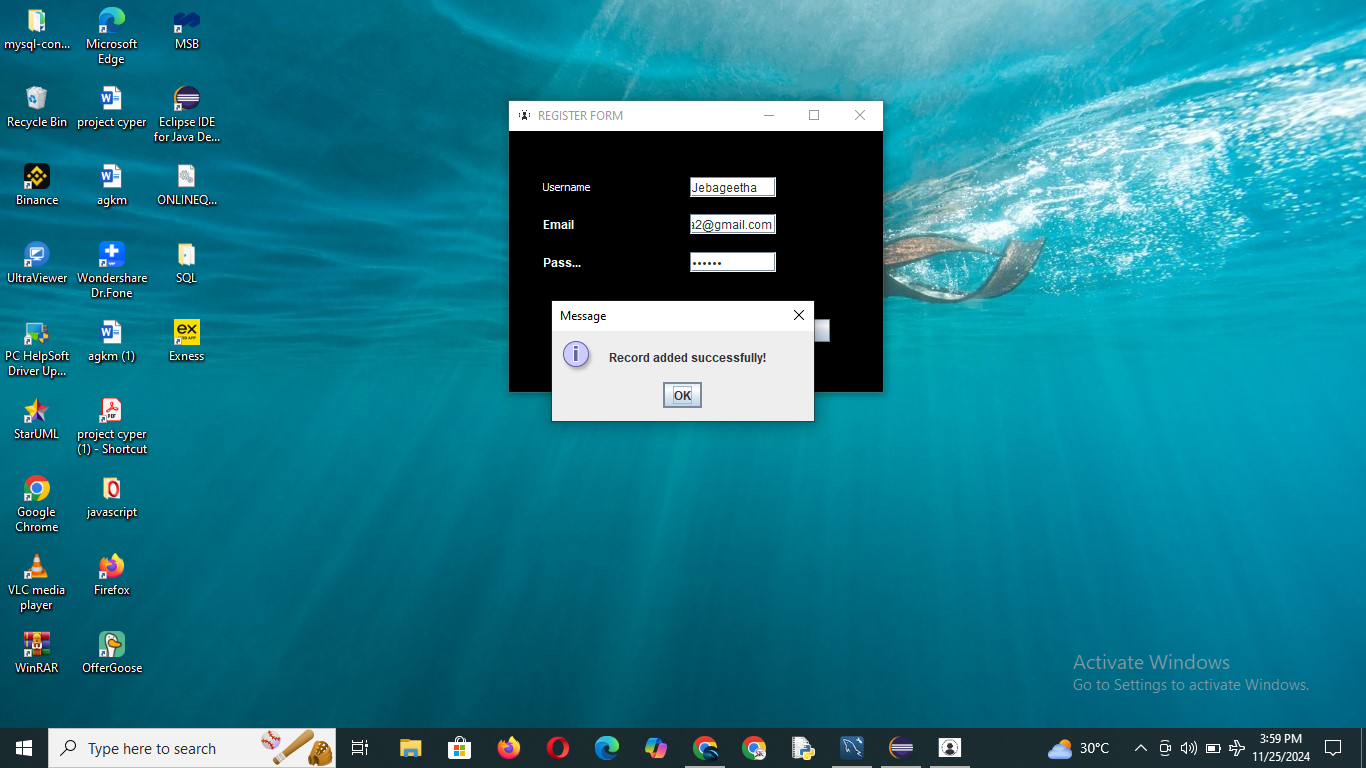 mysql-con...
Microsoft
Edge
MSB
Recycle Bin
project cyper
Eclipse IDE
for Java De...
Binance
agkm
ONLINEQ...
UltraViewer
Wondershare
Dr.Fone
SQL
PC HelpSoft
Driver Up...
agkm (1)
Exness
StarUML
project cyper
(1) - Shortcut
Google
Chrome
javascript
VLC media
player
Firefox
WinRAR
OfferGoose
REGISTER FORM
Username
Jebageetha
Email
a2@gmail.com
Pass...
Message
Record added successfully!
OK
Activate Windows
Go to Settings to activate Windows.
Type here to search
30°C
3:59 PM
11/25/2024